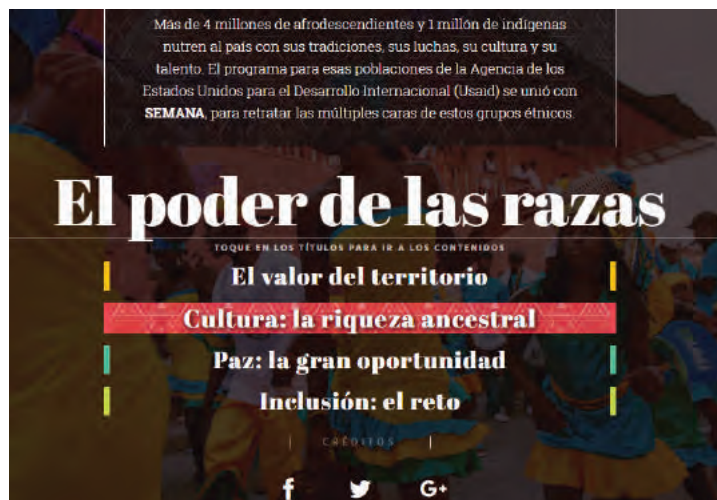 Más de 4 millones de afrodescendientes y 1 millón de indígenas
nutren al país con sus tradiciones, sus luchas, su cultura y su
talento. El programa para esas poblaciones de la Agencia de los
Estados Unidos para el Desarrollo Internacional (Usaid) se unió con
SEMANA, para retratar las múltiples caras de estos grupos étnicos.
El poder de las razas
TOQUE EN LOS TÍTULOS PARA IR A LOS CONTENIDOS
El valor del territorio
Cultura: la riqueza ancestral
Paz: la gran oportunidad
Inclusión: el reto
| CRÉDITOS |
f
G+